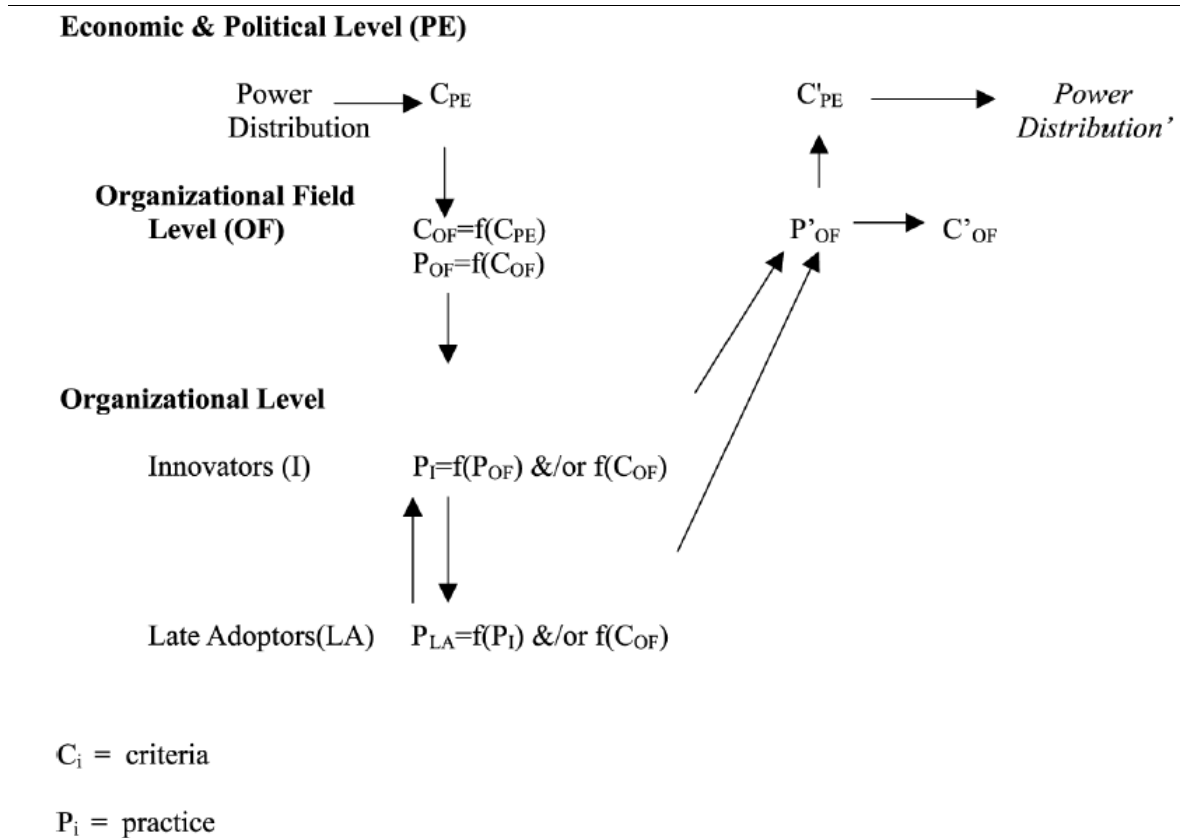 Economic & Political Level (PE)
Power Distribution
C_PE
C'_PE
Power Distribution’
Organizational Field Level (OF)
C_OF=f(C_PE)
P_OF=f(C_OF)
P’_OF
C’_OF
Organizational Level
Innovators (I)
P_I=f(P_OF) &/or f(C_OF)
Late Adoptors(LA)
P_LA=f(P_I) &/or f(C_OF)
C_i = criteria
P_i = practice